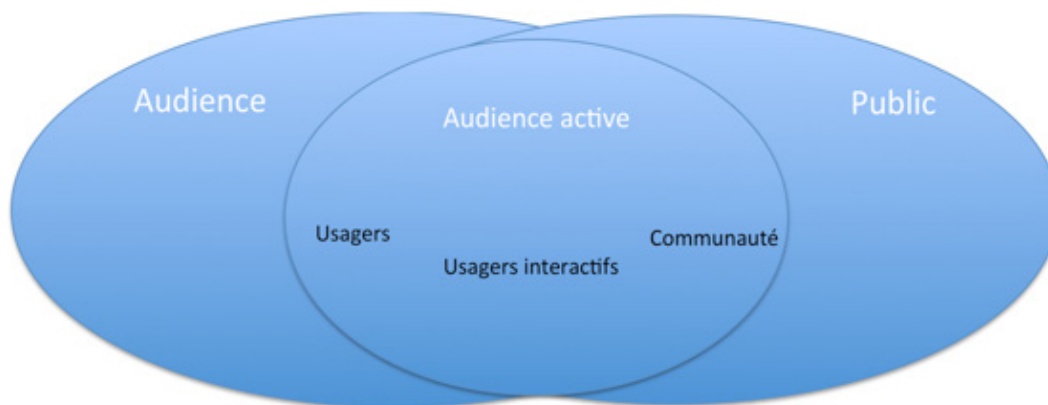 Audience
Public
Audience active
Usagers
Communauté
Usagers interactifs